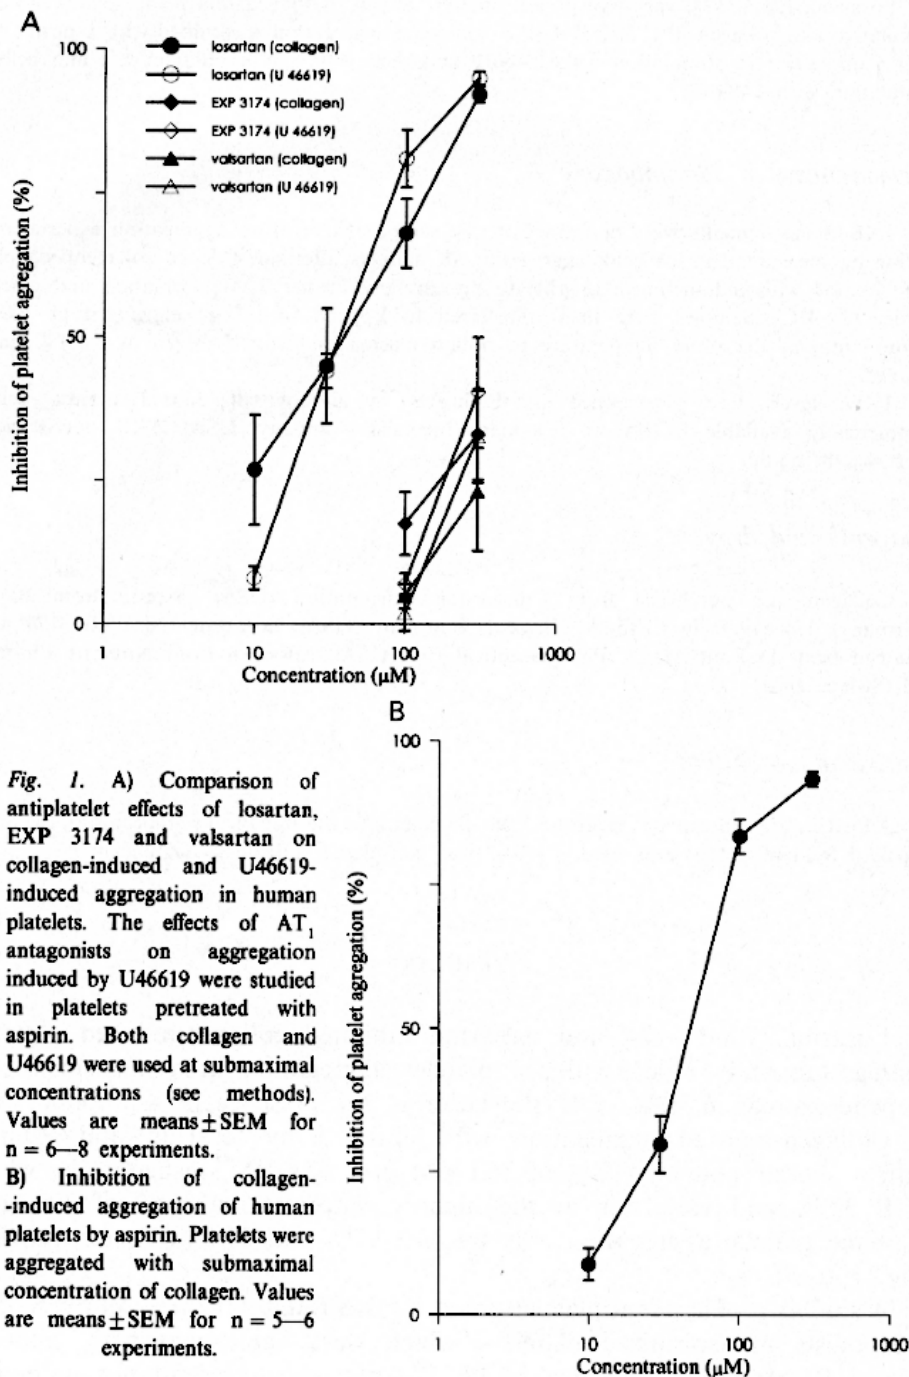 A
100
losartan (collagen)
losartan (U 46619)
EXP 3174 (collagen)
EXP 3174 (U 46619)
valsartan (collagen)
valsartan (U 46619)
Inhibition of platelet agregation (%)
50
0
1
10
100
1000
Concentration (μM)
B
Fig. 1. A) Comparison of
antiplatelet effects of losartan,
EXP 3174 and valsartan on
collagen-induced and U46619-
induced aggregation in human
platelets. The effects of AT₁
antagonists on aggregation
induced by U46619 were studied
in platelets pretreated with
aspirin. Both collagen and
U46619 were used at submaximal
concentrations (see methods).
Values are means±SEM for
n = 6—8 experiments.
B) Inhibition of collagen-
-induced aggregation of human
platelets by aspirin. Platelets were
aggregated with submaximal
concentration of collagen. Values
are means±SEM for n = 5—6
experiments.
100
Inhibition of platelet agregation (%)
50
0
1
10
100
1000
Concentration (μM)